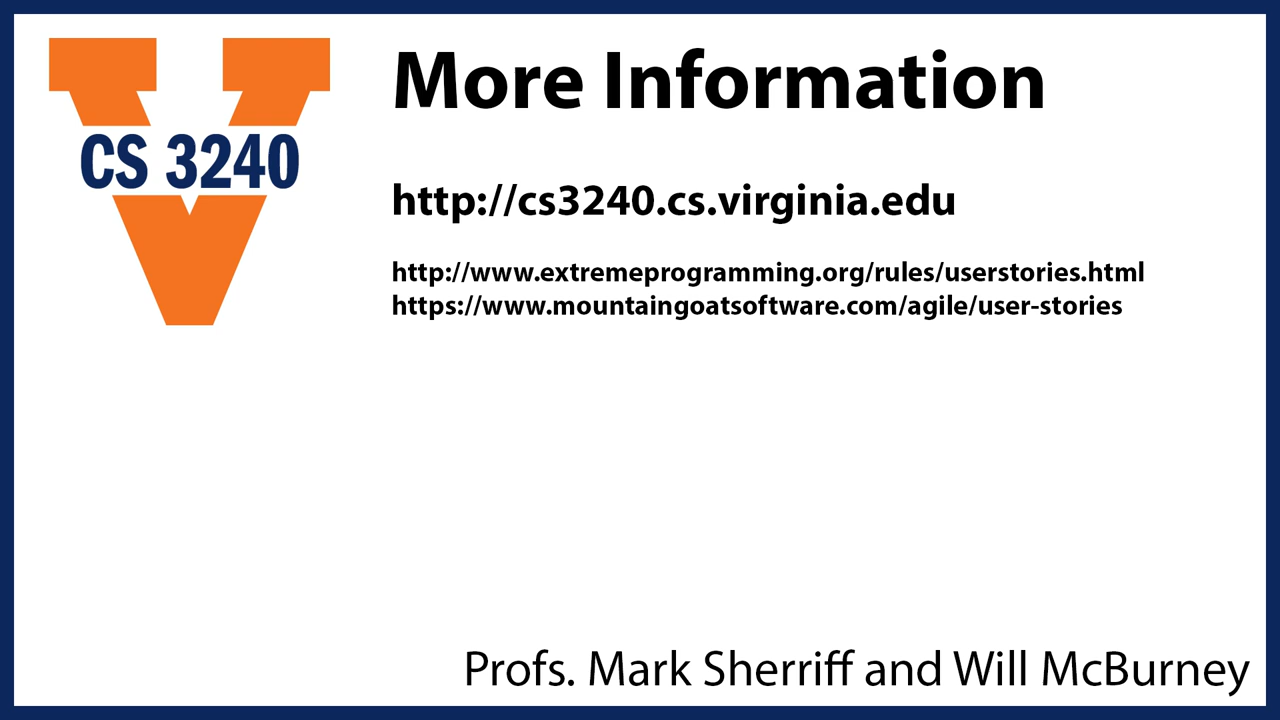 CS 3240
More Information
http://cs3240.cs.virginia.edu
http://www.extremeprogramming.org/rules/userstories.html
https://www.mountaingoatsoftware.com/agile/user-stories
Profs. Mark Sherriff and Will McBurney